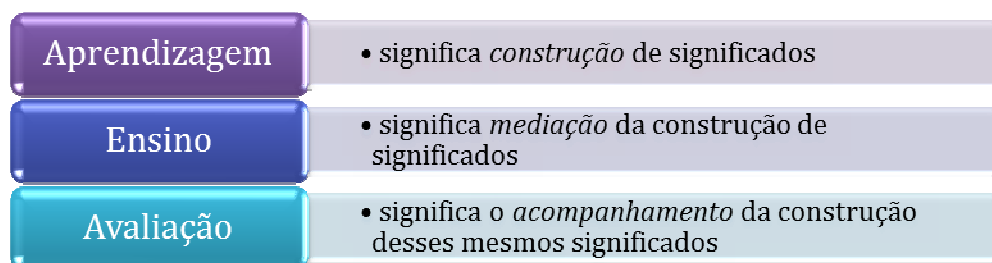 Aprendizagem
• significa construção de significados
Ensino
• significa mediação da construção de
significados
Avaliação
• significa o acompanhamento da construção
desses mesmos significados